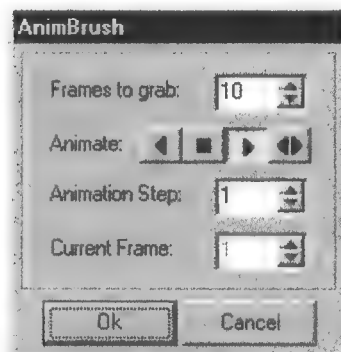 AnimBrush
Frames to grab: 10
Animate:
Animation Step: 1
Current Frame: 1
Ok Cancel